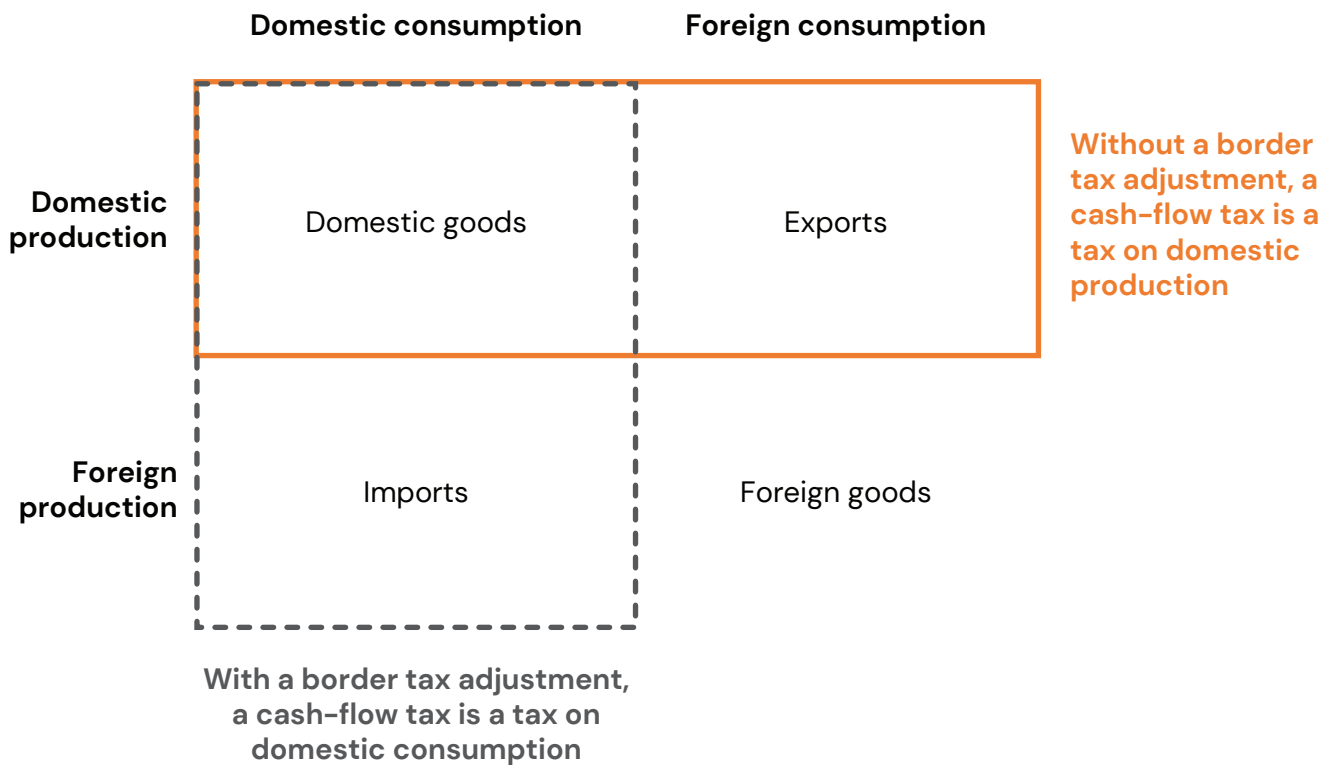 Domestic consumption
Foreign consumption
Domestic
production
Domestic goods
Exports
Without a border
tax adjustment, a
cash-flow tax is a
tax on domestic
production
Foreign
production
Imports
Foreign goods
With a border tax adjustment,
a cash-flow tax is a tax on
domestic consumption